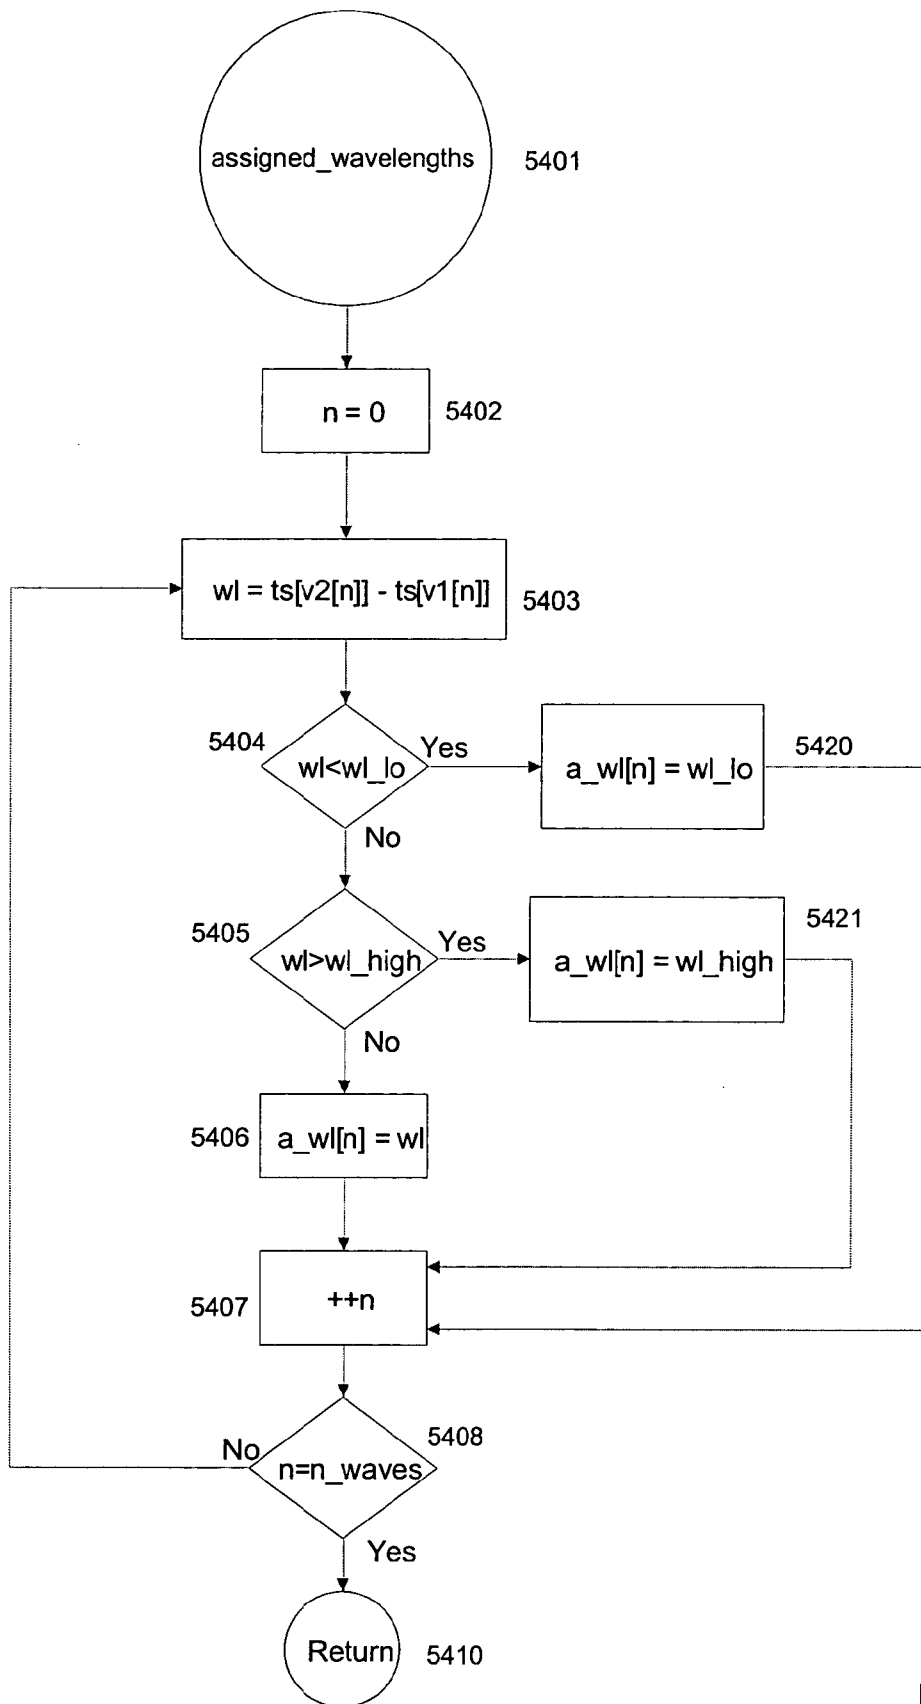 assigned_wavelengths 5401
n = 0 5402
wl = ts[v2[n]] - ts[v1[n]] 5403
5404 wl<wl_lo Yes a_wl[n] = wl_lo 5420
No
5405 wl>wl_high Yes a_wl[n] = wl_high 5421
No
5406 a_wl[n] = wl
5407 ++n
No n=n_waves 5408
Yes
Return 5410